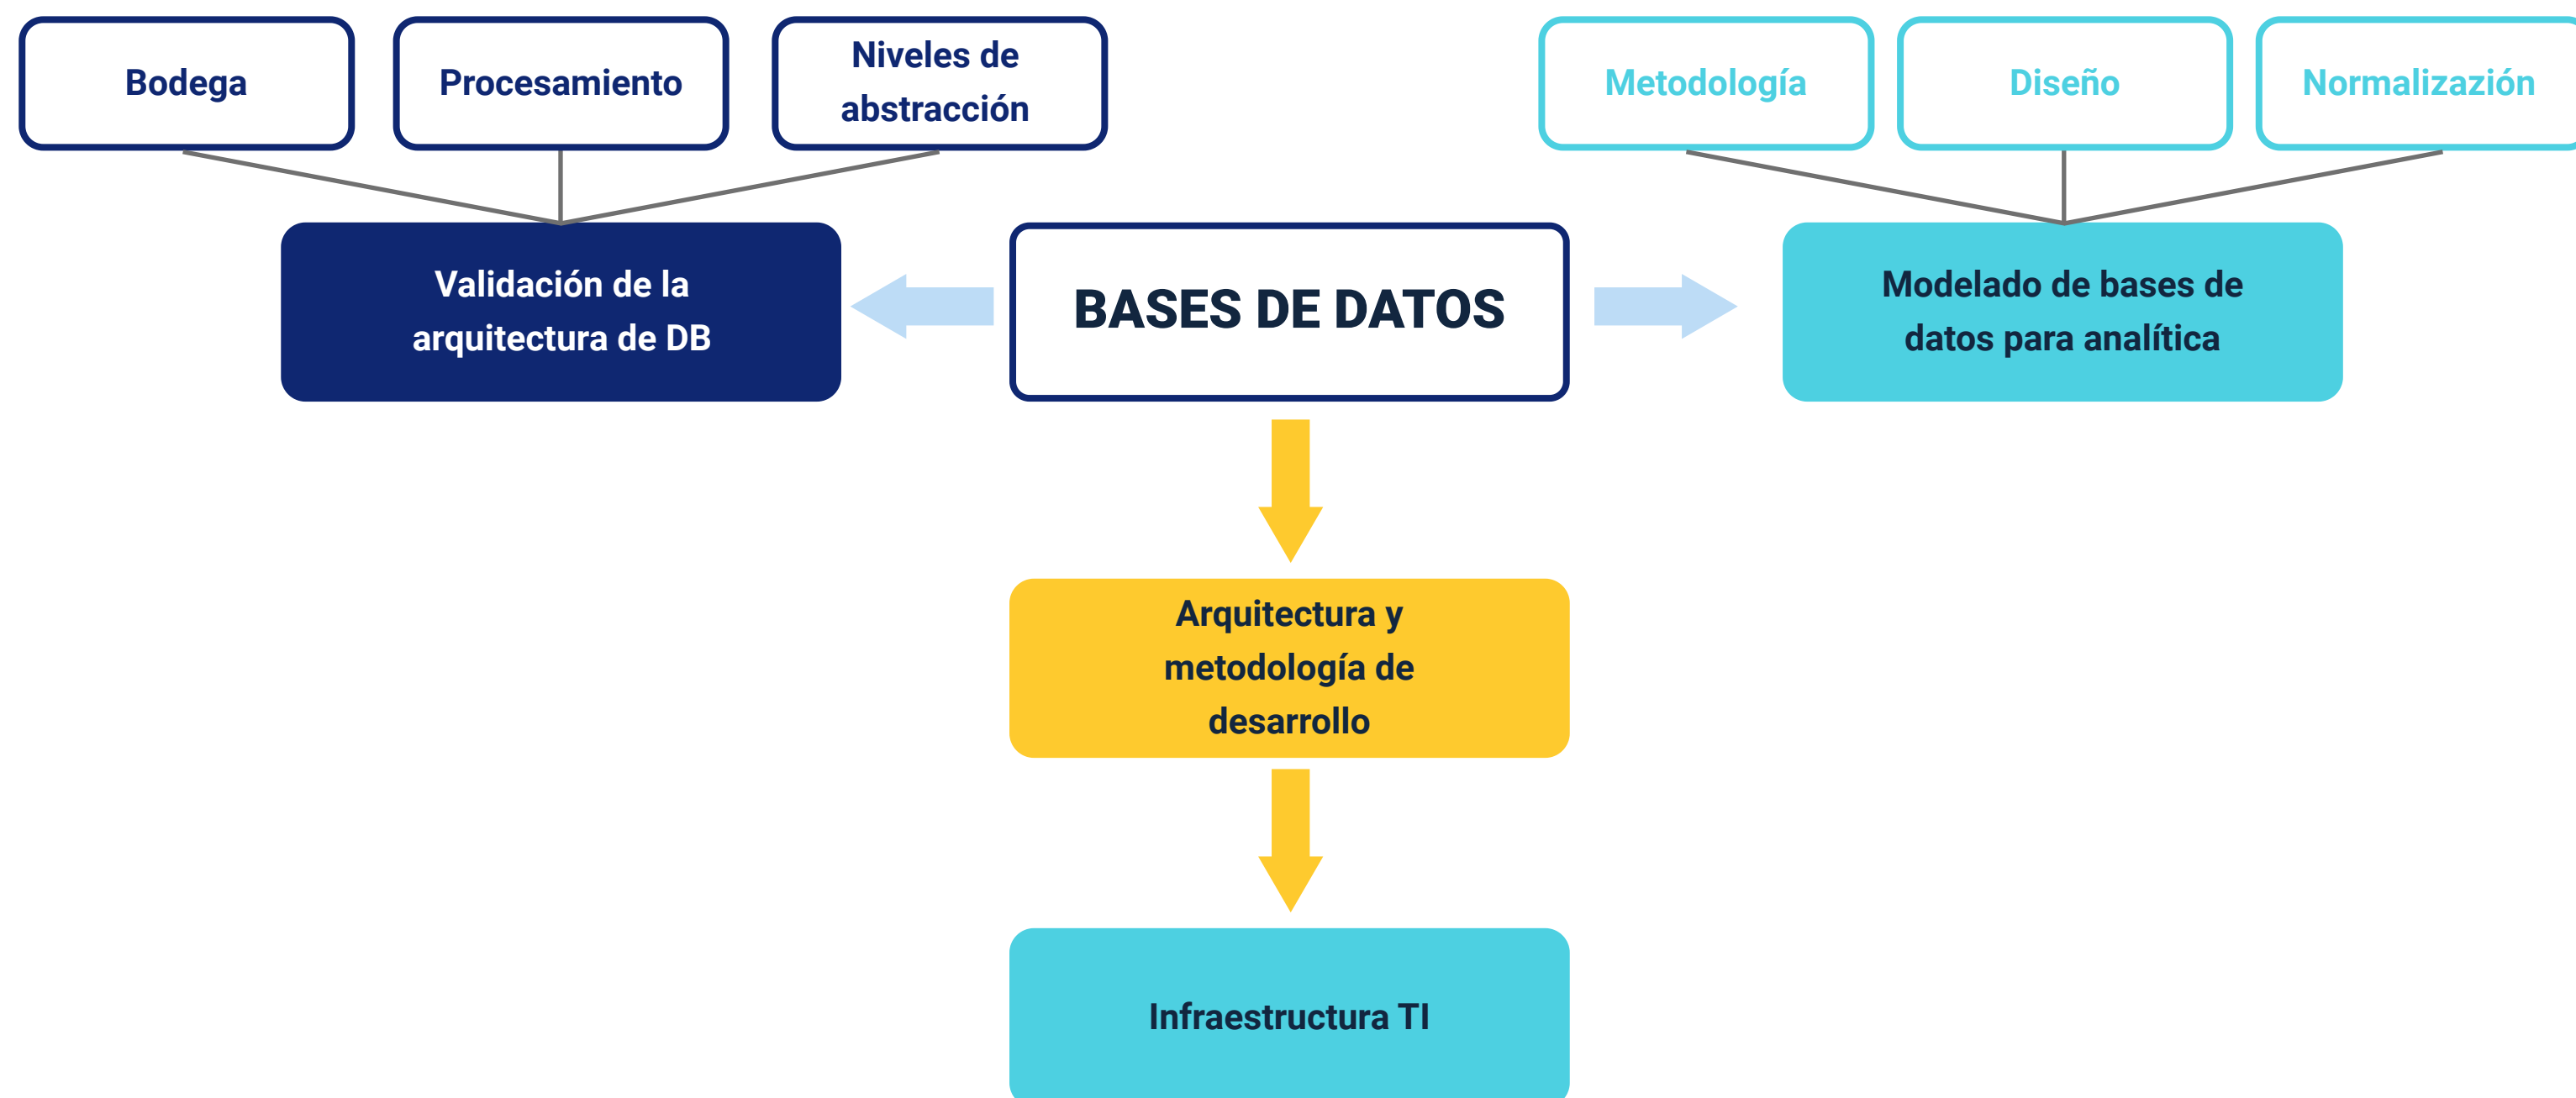 Bodega
Procesamiento
Niveles de
abstracción
Metodología
Diseño
Normalizazión
Validación de la
arquitectura de DB
BASES DE DATOS
Modelado de bases de
datos para analítica
Arquitectura y
metodología de
desarrollo
Infraestructura TI